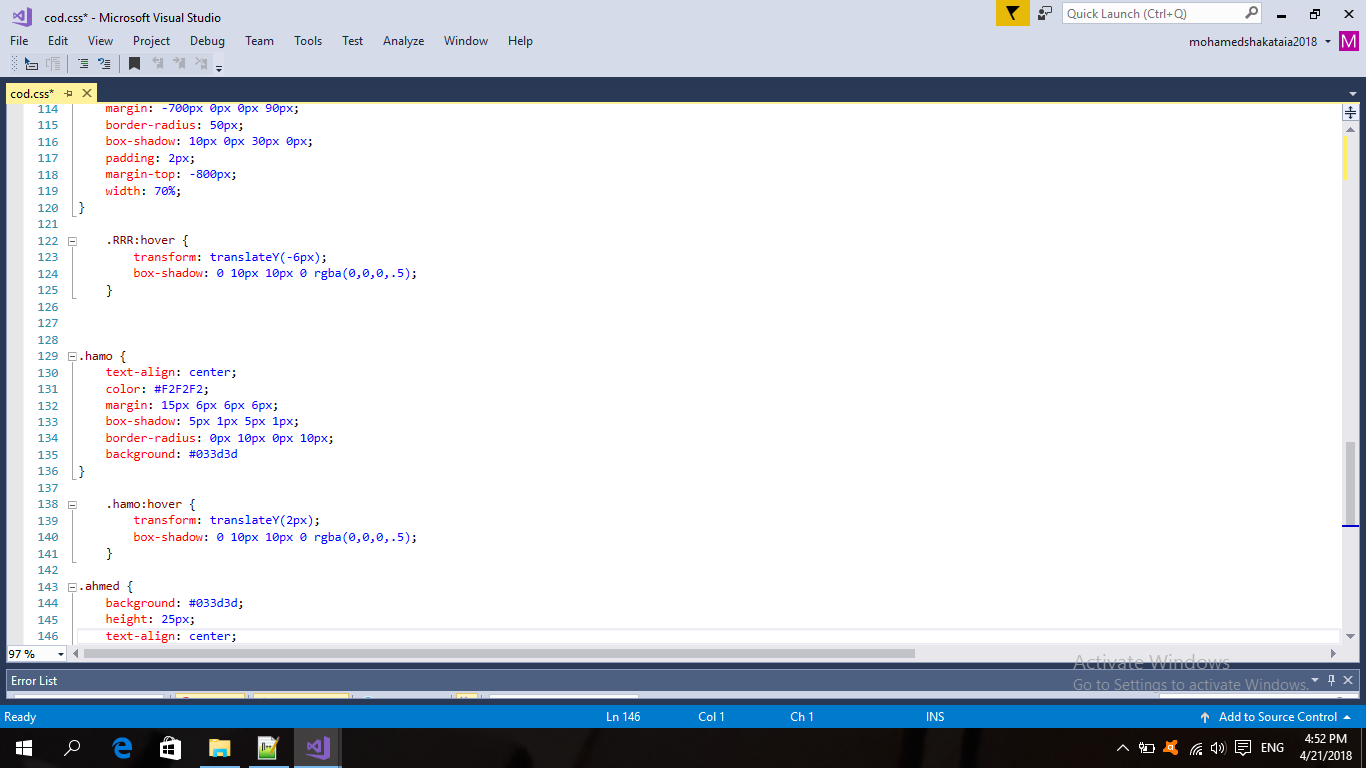 cod.css* - Microsoft Visual Studio
Quick Launch (Ctrl+Q)
File Edit View Project Debug Team Tools Test Analyze Window Help
mohamedshakataia2018 M
cod.css*
114 margin: -700px 0px 0px 90px;
115 border-radius: 50px;
116 box-shadow: 10px 0px 30px 0px;
117 padding: 2px;
118 margin-top: -800px;
119 width: 70%;
120 }
121
122 .RRR:hover {
123 transform: translateY(-6px);
124 box-shadow: 0 10px 10px 0 rgba(0,0,0,.5);
125 }
126
127
128
129 .hamo {
130 text-align: center;
131 color: #F2F2F2;
132 margin: 15px 6px 6px 6px;
133 box-shadow: 5px 1px 5px 1px;
134 border-radius: 0px 10px 0px 10px;
135 background: #033d3d
136 }
137
138 .hamo:hover {
139 transform: translateY(2px);
140 box-shadow: 0 10px 10px 0 rgba(0,0,0,.5);
141 }
142
143 .ahmed {
144 background: #033d3d;
145 height: 25px;
146 text-align: center;
97 %
Activate Windows
Go to Settings to activate Windows.
Error List
Ready Ln 146 Col 1 Ch 1 INS Add to Source Control
ENG
4:52 PM
4/21/2018